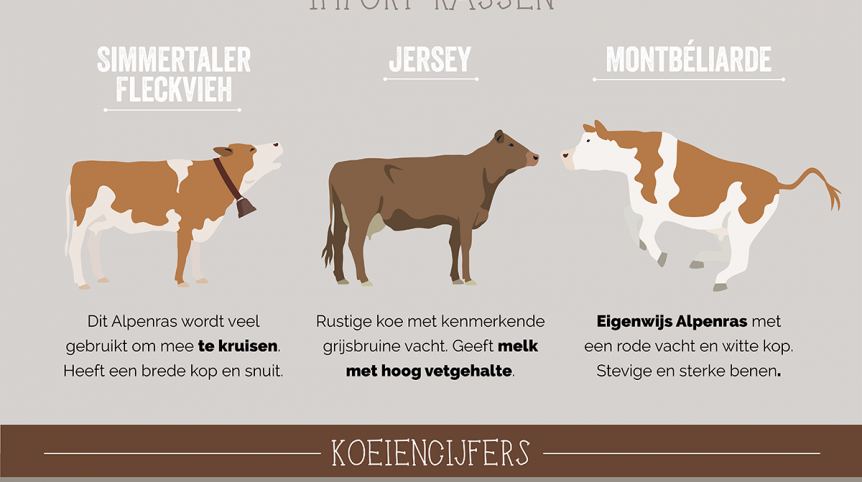 IMPORT RASSEN
SIMMERTALER
FLECKVIEH
JERSEY
MONTBÉLIARDE
Dit Alpenras wordt veel
gebruikt om mee te kruisen.
Heeft een brede kop en snuit.
Rustige koe met kenmerkende
grijsbruine vacht. Geeft melk
met hoog vetgehalte.
Eigenwijs Alpenras met
een rode vacht en witte kop.
Stevige en sterke benen.
KOEIENCIJFERS